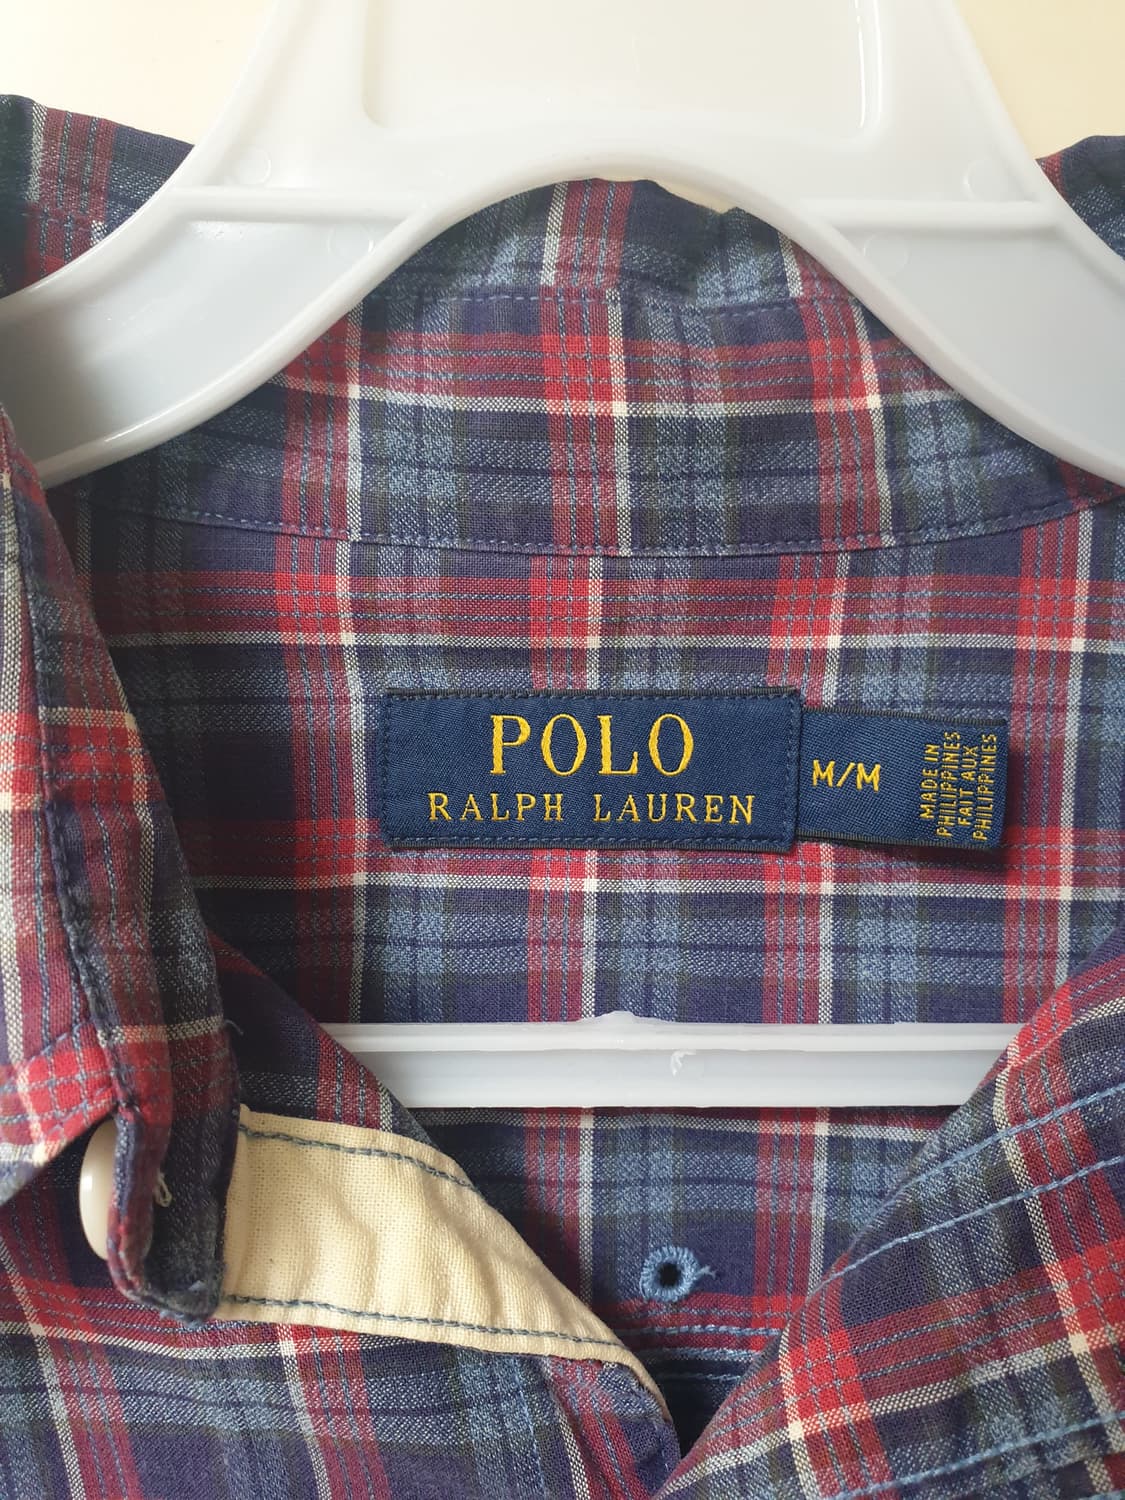 POLO
RALPH LAUREN
M/M
MADE IN
PHILIPPINES
FAIT AUX
PHILIPPINES